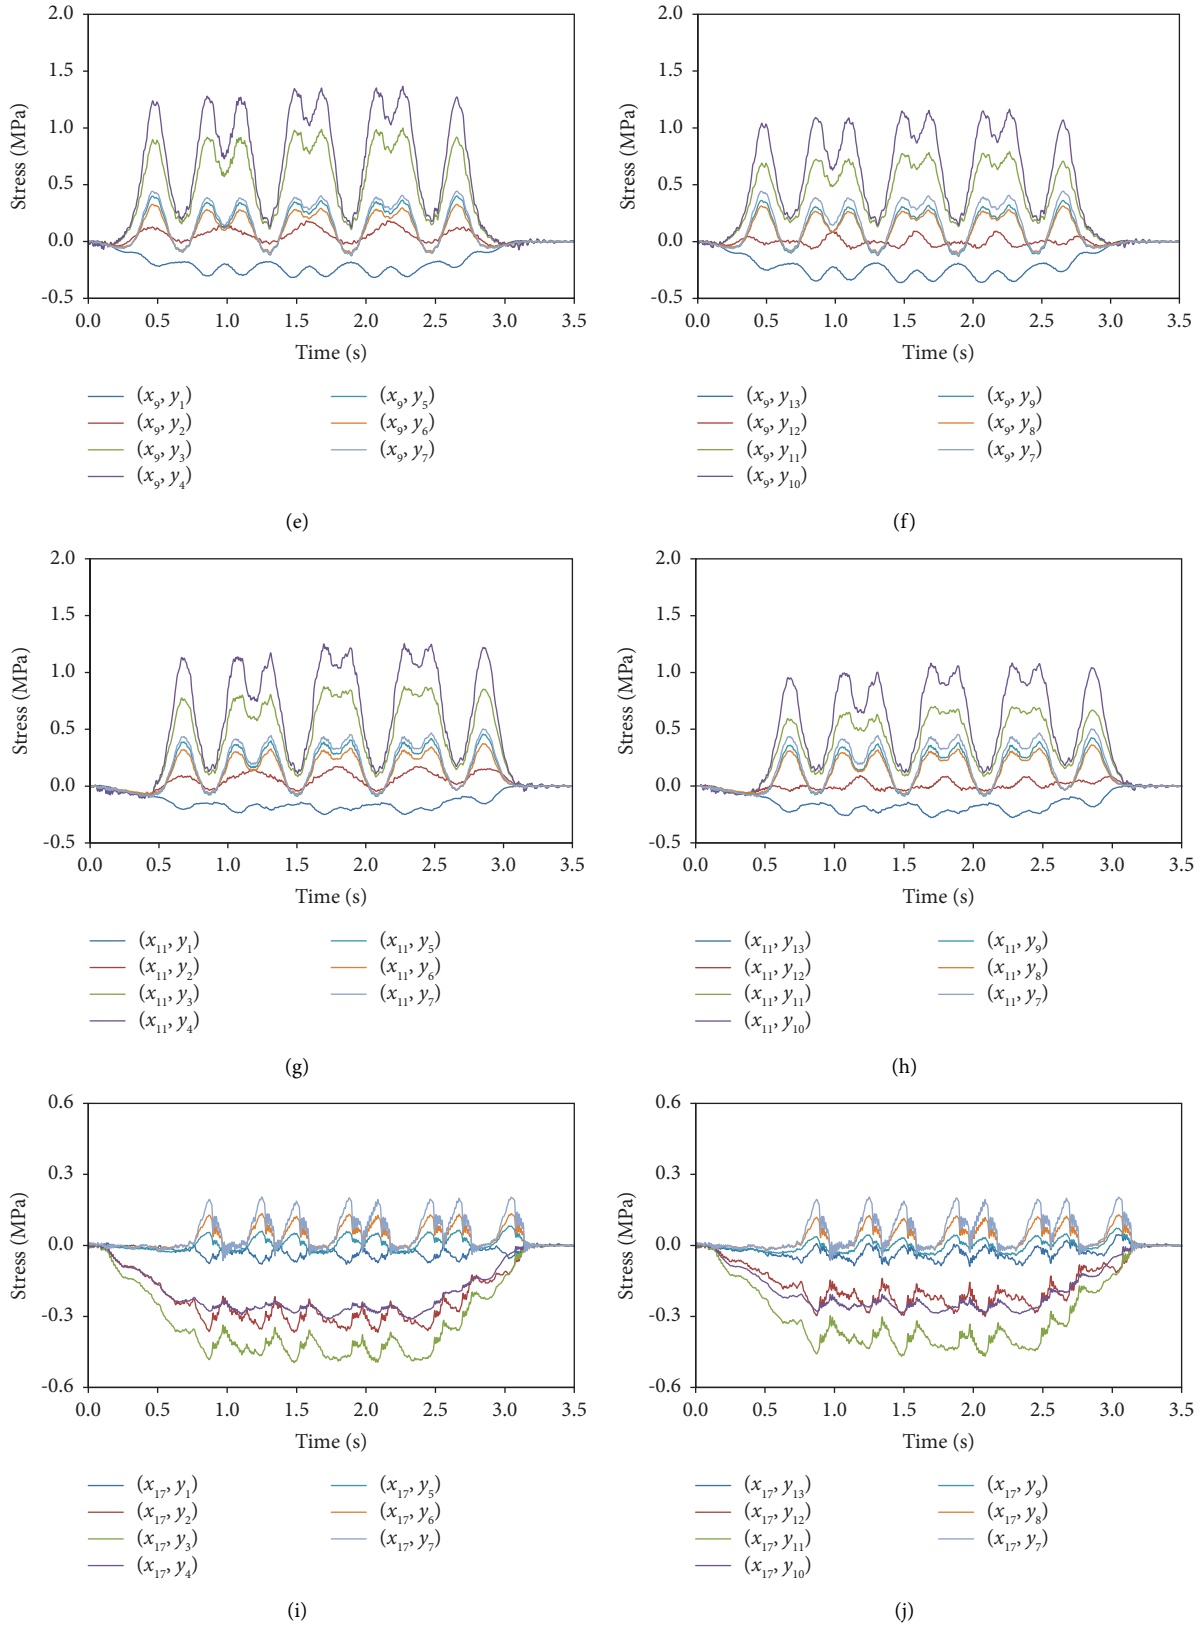 2.0
1.5
1.0
0.5
0.0
-0.5
Stress (MPa)
0.0 0.5 1.0 1.5 2.0 2.5 3.0 3.5
Time (s)
(x9, y1)
(x9, y2)
(x9, y3)
(x9, y4)
(x9, y5)
(x9, y6)
(x9, y7)
(e)
2.0
1.5
1.0
0.5
0.0
-0.5
Stress (MPa)
0.0 0.5 1.0 1.5 2.0 2.5 3.0 3.5
Time (s)
(x9, y13)
(x9, y12)
(x9, y11)
(x9, y10)
(x9, y9)
(x9, y8)
(x9, y7)
(f)
2.0
1.5
1.0
0.5
0.0
-0.5
Stress (MPa)
0.0 0.5 1.0 1.5 2.0 2.5 3.0 3.5
Time (s)
(x11, y1)
(x11, y2)
(x11, y3)
(x11, y4)
(x11, y5)
(x11, y6)
(x11, y7)
(g)
2.0
1.5
1.0
0.5
0.0
-0.5
Stress (MPa)
0.0 0.5 1.0 1.5 2.0 2.5 3.0 3.5
Time (s)
(x11, y13)
(x11, y12)
(x11, y11)
(x11, y10)
(x11, y9)
(x11, y8)
(x11, y7)
(h)
0.6
0.3
0.0
-0.3
-0.6
Stress (MPa)
0.0 0.5 1.0 1.5 2.0 2.5 3.0 3.5
Time (s)
(x17, y1)
(x17, y2)
(x17, y3)
(x17, y4)
(x17, y5)
(x17, y6)
(x17, y7)
(i)
0.6
0.3
0.0
-0.3
-0.6
Stress (MPa)
0.0 0.5 1.0 1.5 2.0 2.5 3.0 3.5
Time (s)
(x17, y13)
(x17, y12)
(x17, y11)
(x17, y10)
(x17, y9)
(x17, y8)
(x17, y7)
(j)